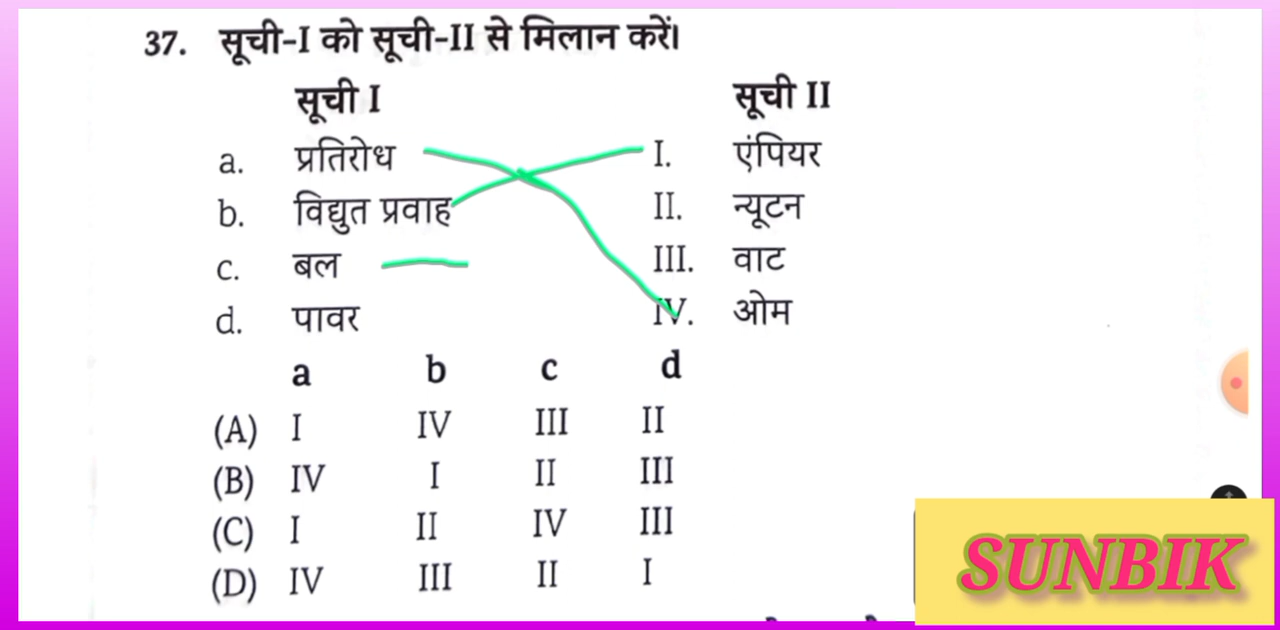 37. सूची-I को सूची-II से मिलान करें।
सूची I सूची II
a. प्रतिरोध I. एंपियर
b. विद्युत प्रवाह II. न्यूटन
c. बल III. वाट
d. पावर IV. ओम
a b c d
(A) I IV III II
(B) IV I II III
(C) I II IV III
(D) IV III II I
SUNBIK